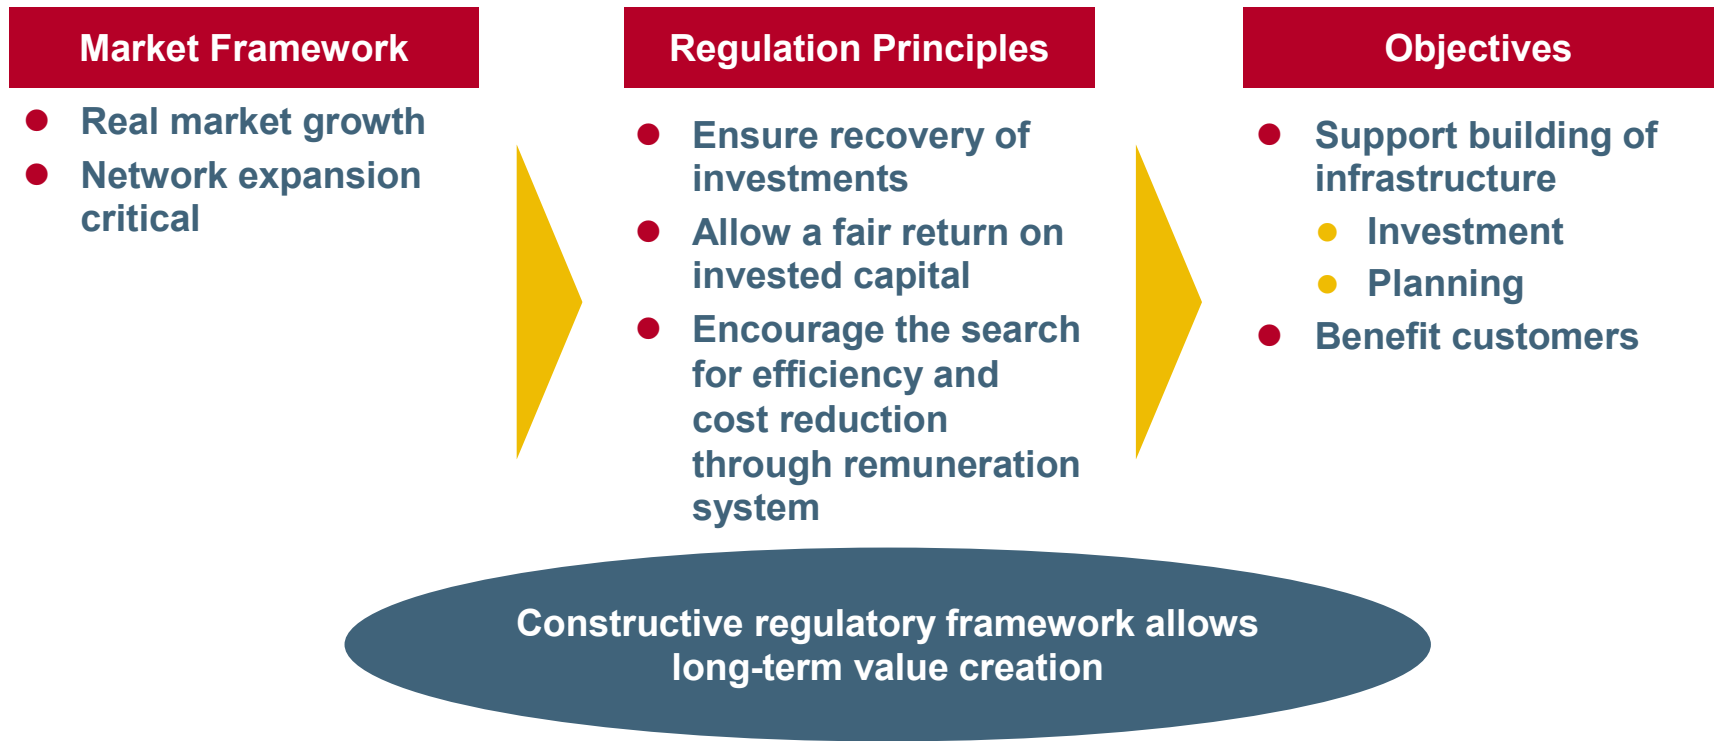 Market Framework
Real market growth
Network expansion
critical
Regulation Principles
Ensure recovery of
investments
Allow a fair return on
invested capital
Encourage the search
for efficiency and
cost reduction
through remuneration
system
Objectives
Support building of
infrastructure
Investment
Planning
Benefit customers
Constructive regulatory framework allows
long-term value creation